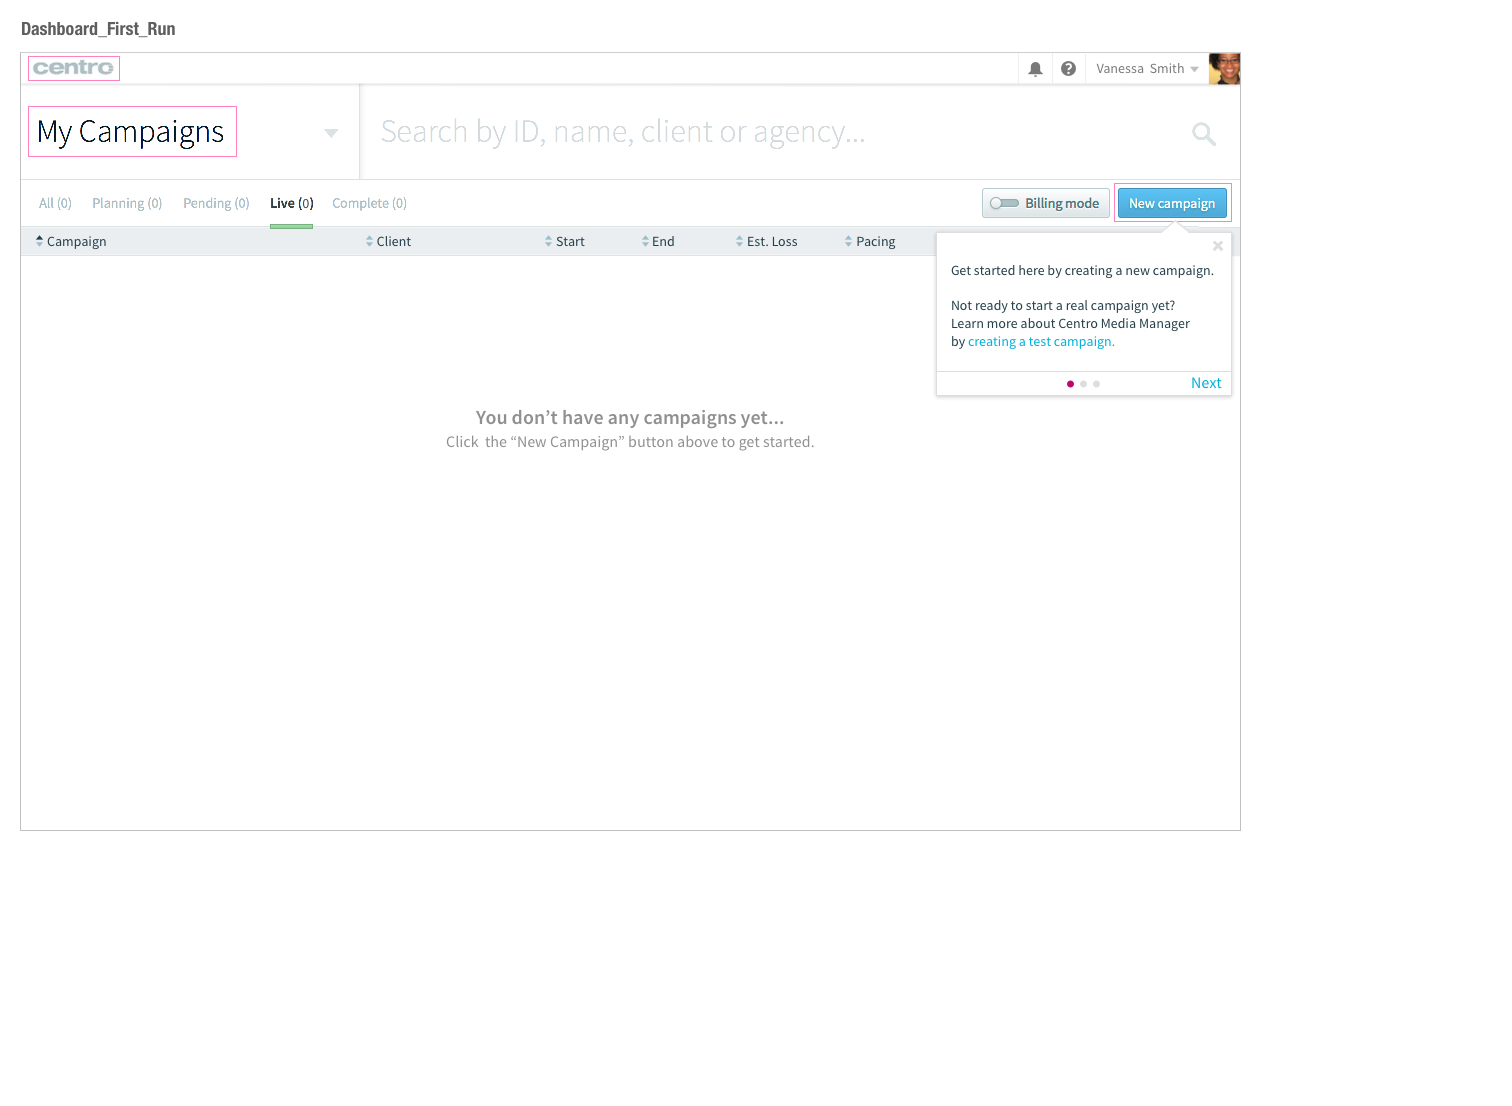 Dashboard_First_Run
centro
Vanessa Smith
My Campaigns
Search by ID, name, client or agency...
All (0) Planning (0) Pending (0) Live (0) Complete (0)
Billing mode
New campaign
Campaign Client Start End Est. Loss Pacing
Get started here by creating a new campaign.
Not ready to start a real campaign yet?
Learn more about Centro Media Manager
by creating a test campaign.
Next
You don’t have any campaigns yet...
Click the “New Campaign” button above to get started.